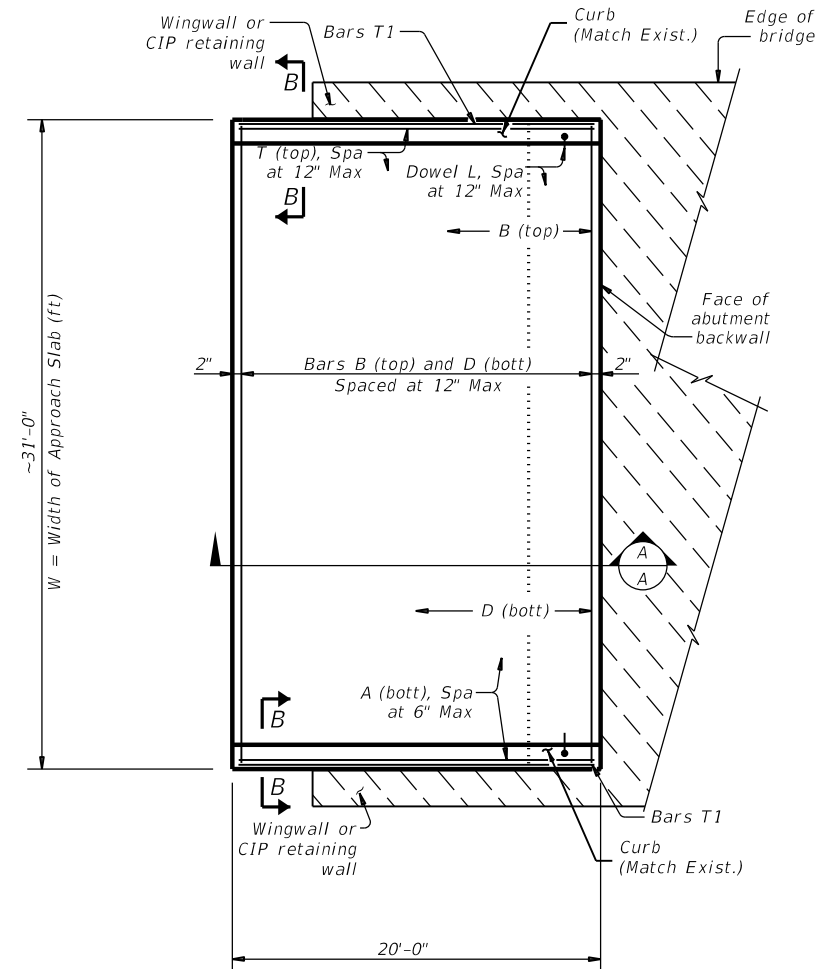 Wingwall or
CIP retaining
wall
Bars T1
Curb
(Match Exist.)
Edge of
bridge
B
T (top), Spa
at 12" Max
Dowel L, Spa
at 12" Max
B
B (top)
Face of
abutment
backwall
2"
Bars B (top) and D (bott)
Spaced at 12" Max
2"
~31'-0"
W = Width of Approach Slab (ft)
A
A
D (bott)
A (bott), Spa
at 6" Max
B
B
Bars T1
Wingwall or
CIP retaining
wall
Curb
(Match Exist.)
20'-0"